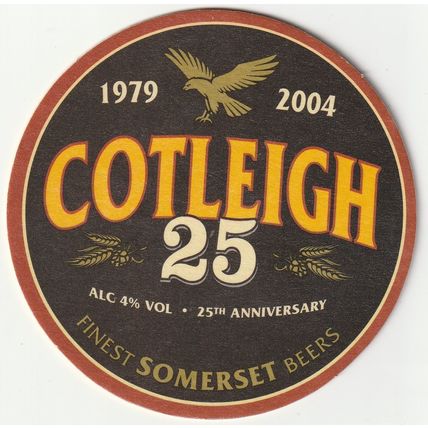 1979 2004
COTLEIGH
25
ALC 4% VOL • 25TH ANNIVERSARY
FINEST SOMERSET BEERS